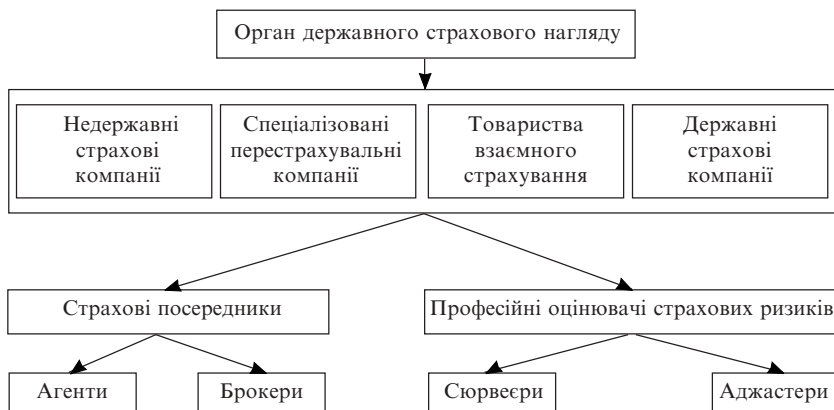 Орган державного страхового нагляду
Недержавні
страхові
компанії
Спеціалізовані
перестрахувальні
компанії
Товариства
взаємного
страхування
Державні
страхові
компанії
Страхові посередники
Професійні оцінювачі страхових ризиків
Агенти
Брокери
Сюрвеєри
Аджастери